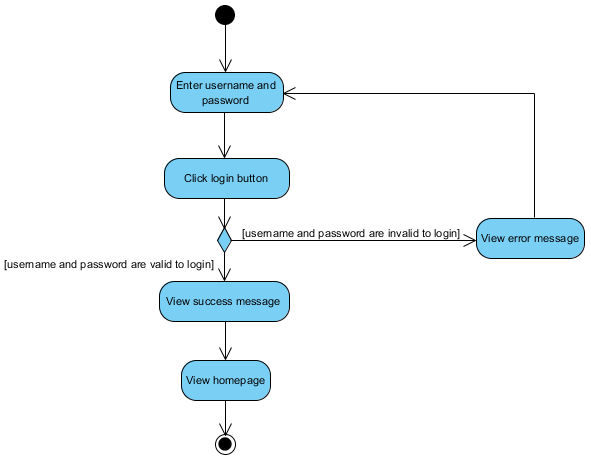 Enter username and
password
Click login button
[username and password are invalid to login]
View error message
[username and password are valid to login]
View success message
View homepage